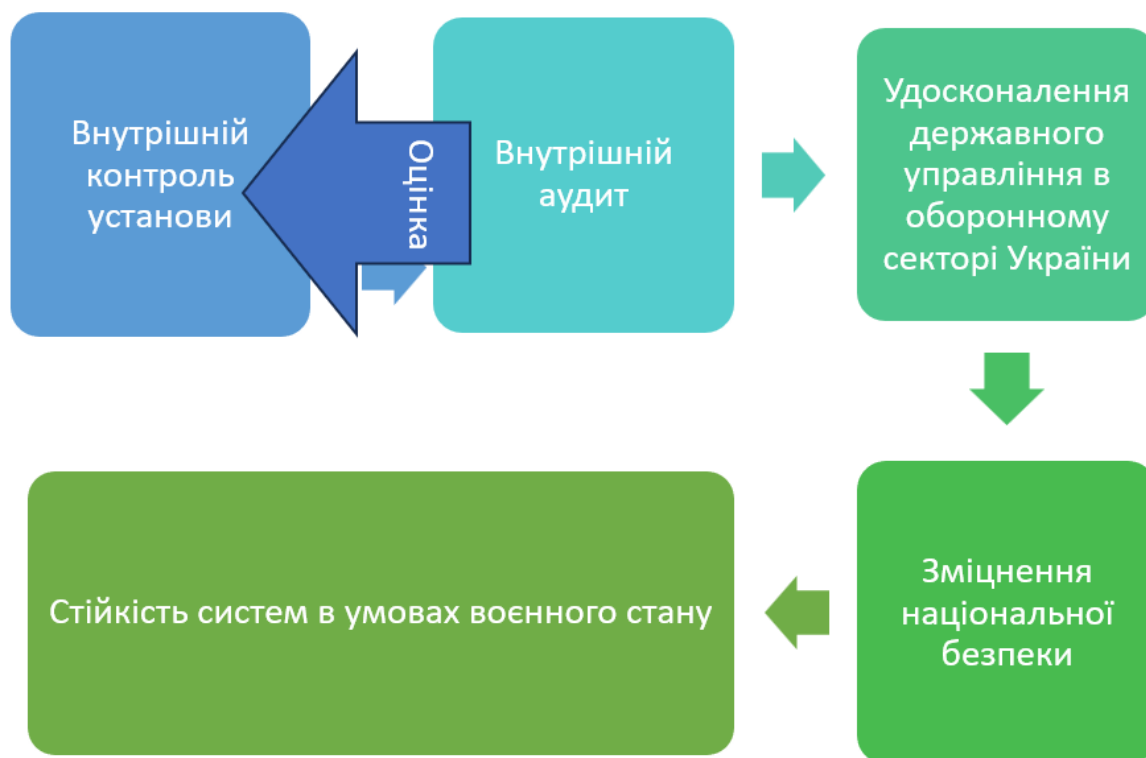 Внутрішній
контроль
установи
Оцінка
Внутрішній
аудит
Удосконалення
державного
управління в
оборонному
секторі України
Зміцнення
національної
безпеки
Стійкість систем в умовах воєнного стану